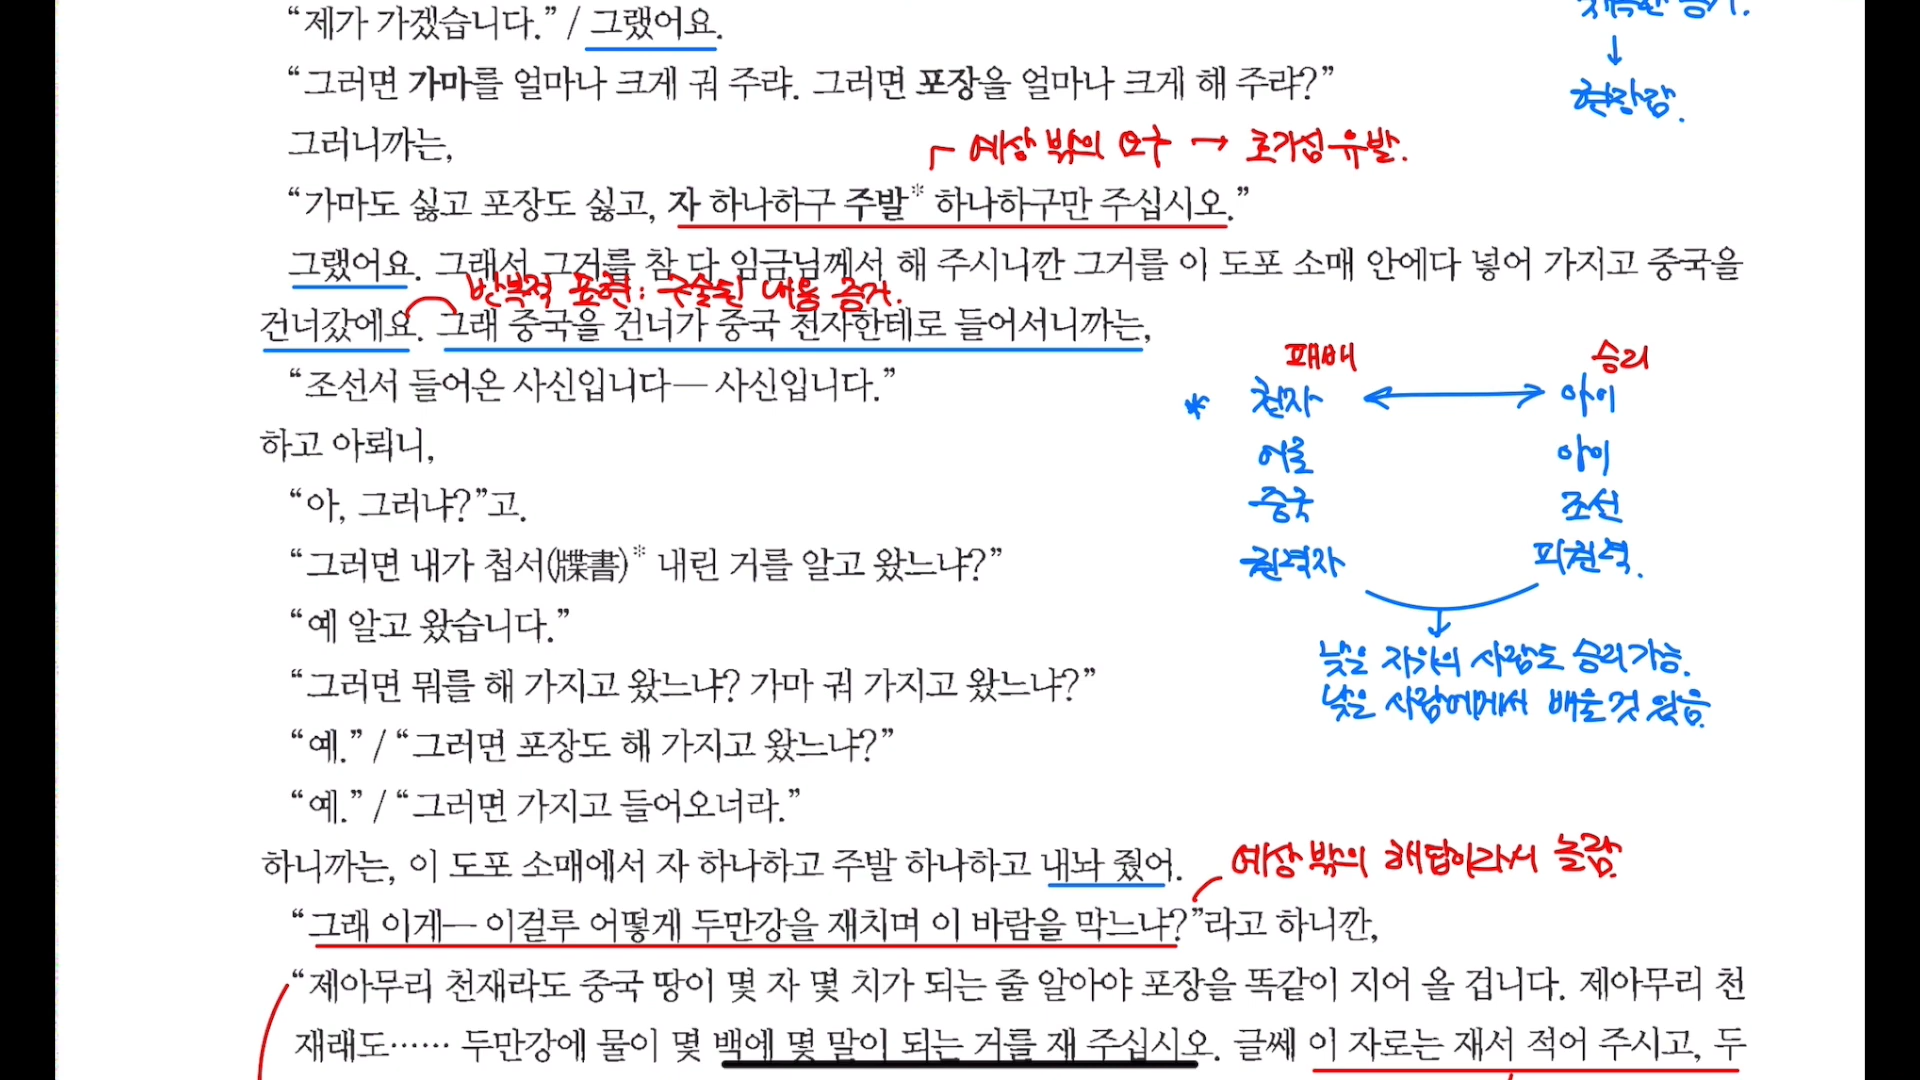 “제가 가겠습니다.” / 그랬어요.
“그러면 가마를 얼마나 크게 궈 주랴. 그러면 포장을 얼마나 크게 해 주랴?”
현장감.
그러니까는,
예상 밖의 요구 → 호기심 유발.
“가마도 싫고 포장도 싫고, 자 하나하구 주발* 하나하구만 주십시오.”
그랬어요. 그래서 그거를 참 다 임금님께서 해 주시니깐 그거를 이 도포 소매 안에다 넣어 가지고 중국을
반복적 표현: 구술된 내용 증거.
건너갔에요. 그래 중국을 건너가 중국 천자한테로 들어서니까는,
패배 승리
“조선서 들어온 사신입니다— 사신입니다.”
* 천자 ↔ 아이
하고 아뢰니,
어른 아이
“아, 그러냐?”고.
중국 조선
“그러면 내가 첩서(牒書)* 내린 거를 알고 왔느냐?”
권력자 피권력.
“예 알고 왔습니다.”
낮은 자위의 사람도 승리가능.
“그러면 뭐를 해 가지고 왔느냐? 가마 궈 가지고 왔느냐?”
낮은 사람에게서 배울 것 있음.
“예.” / “그러면 포장도 해 가지고 왔느냐?”
“예.” / “그러면 가지고 들어오너라.”
하니까는, 이 도포 소매에서 자 하나하고 주발 하나하고 내놔 줬어.
예상 밖의 해답이라서 놀람.
“그래 이게— 이걸루 어떻게 두만강을 재치며 이 바람을 막느냐?”라고 하니깐,
“제아무리 천재라도 중국 땅이 몇 자 몇 치가 되는 줄 알아야 포장을 똑같이 지어 올 겁니다. 제아무리 천
재래도…… 두만강에 물이 몇 백에 몇 말이 되는 거를 재 주십시오. 글쎄 이 자로는 재서 적어 주시고, 두